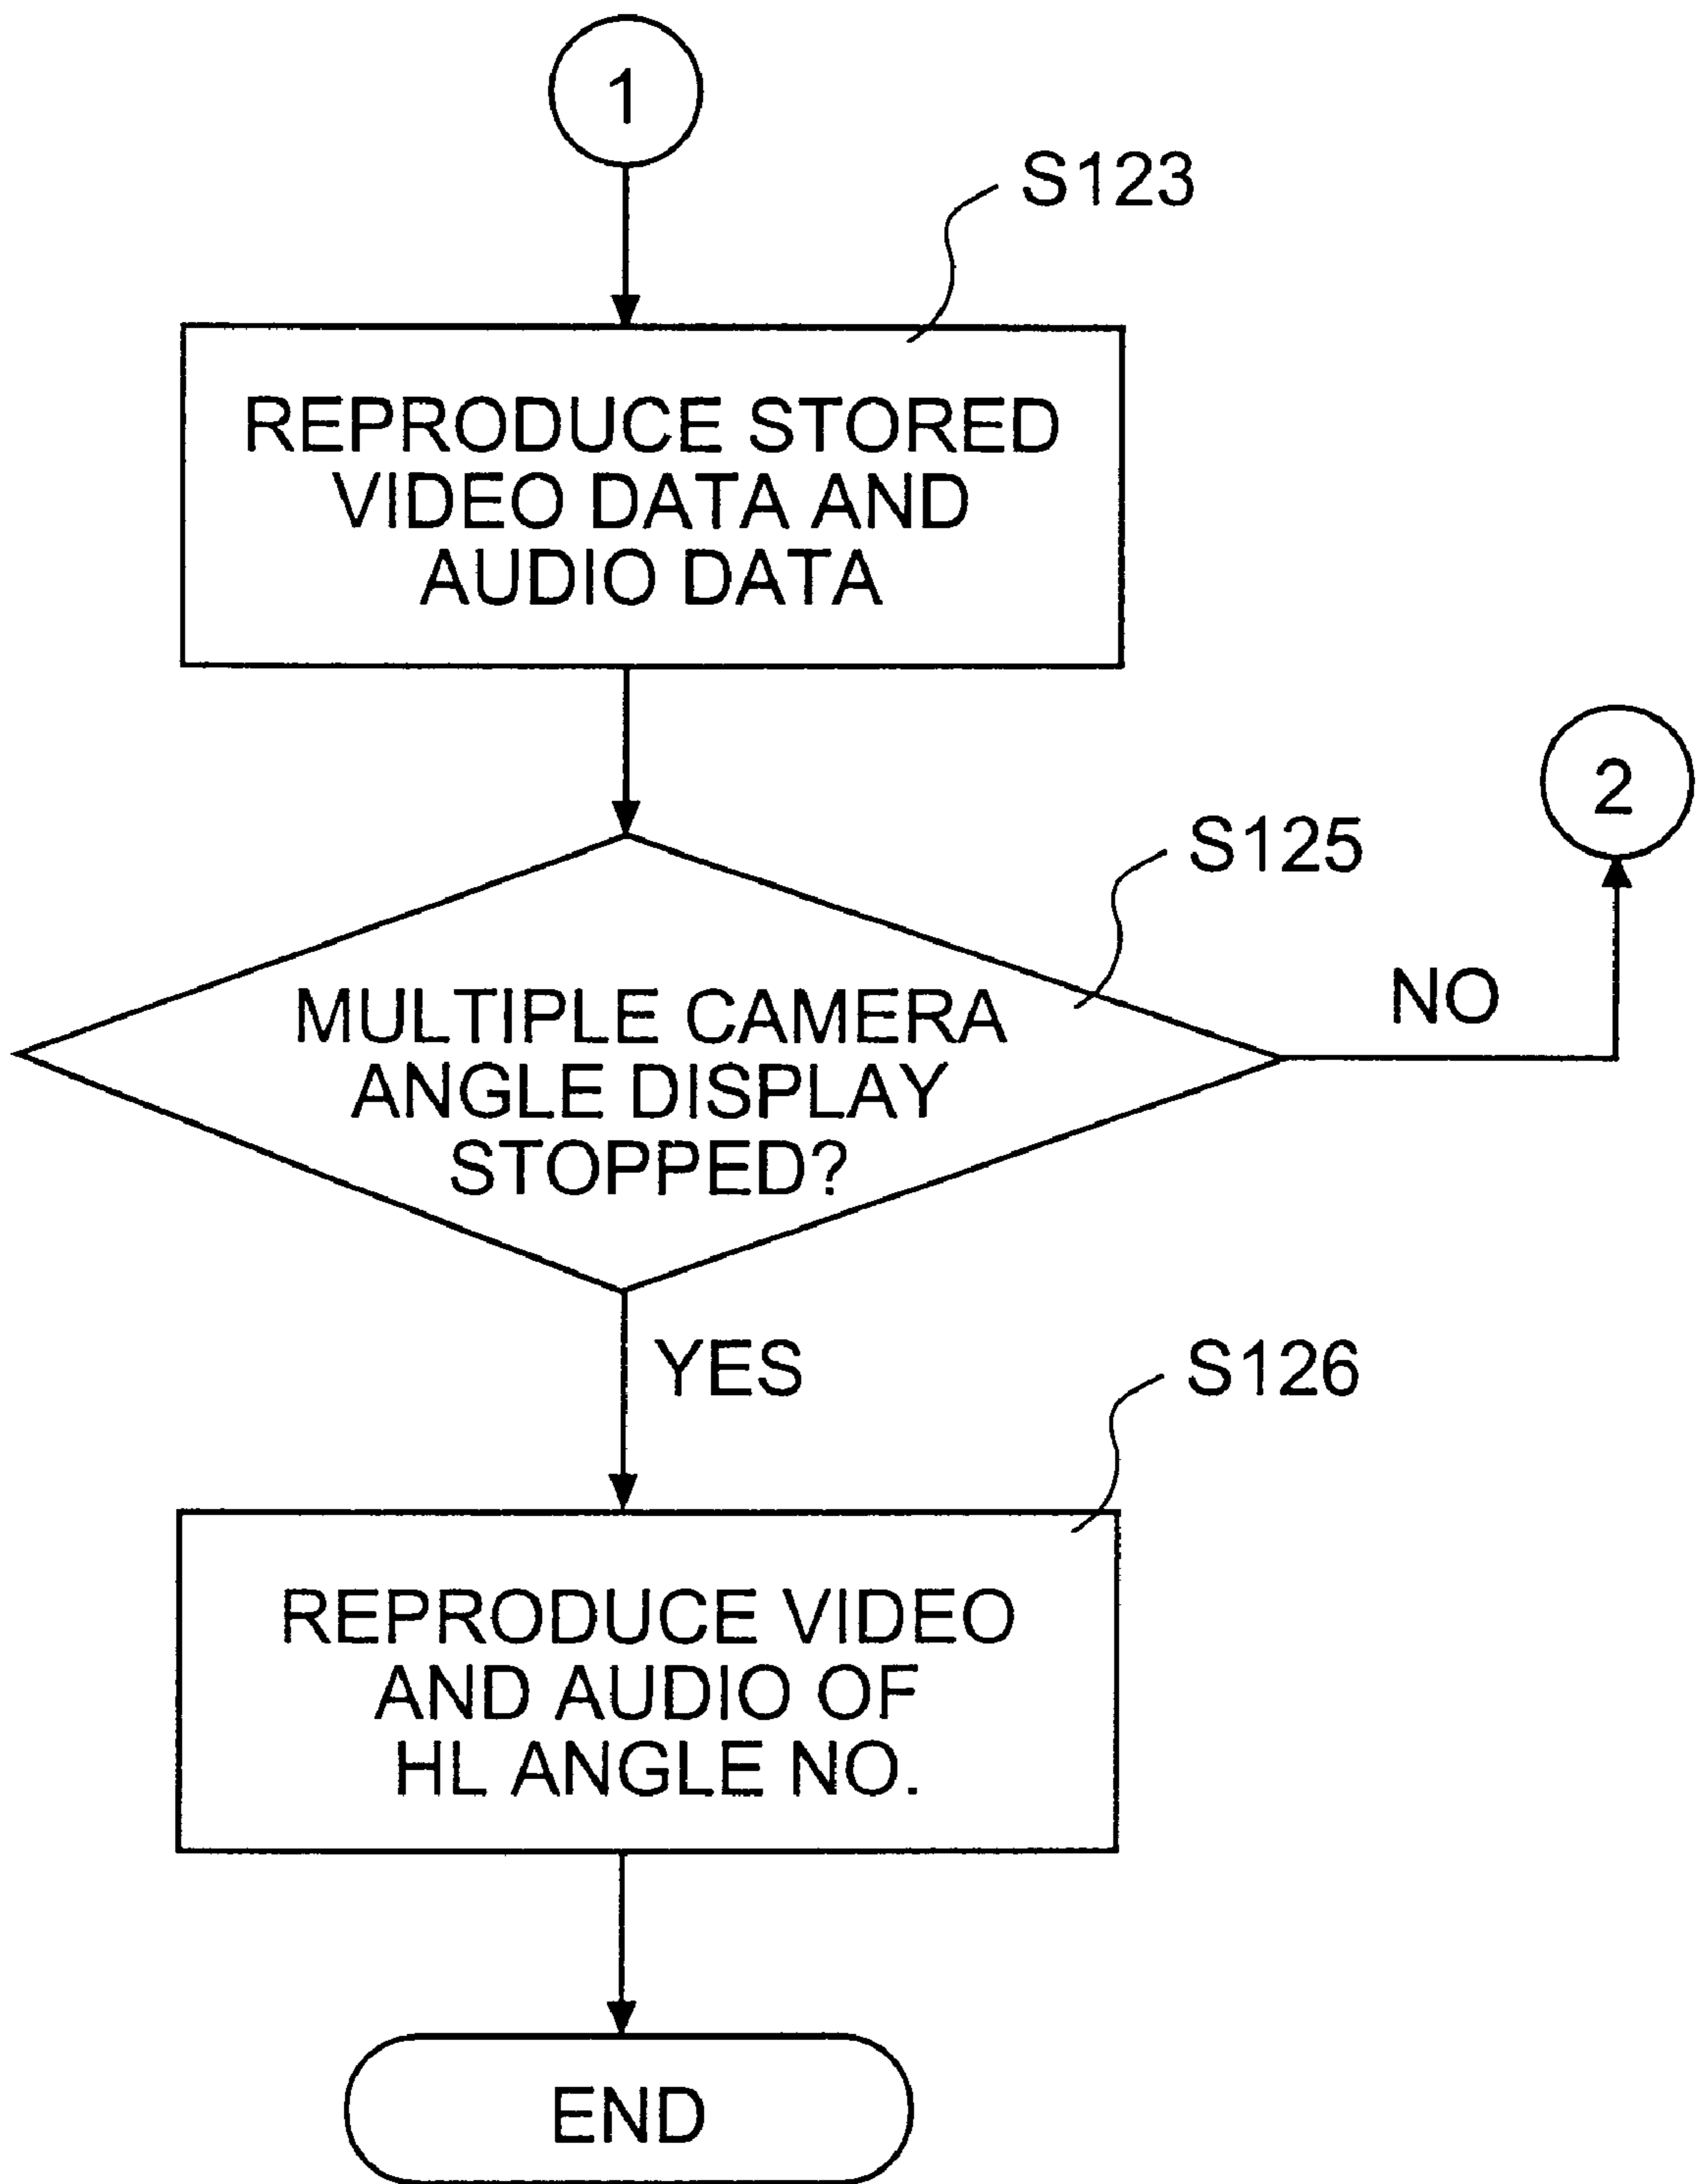 1
S123
REPRODUCE STORED
VIDEO DATA AND
AUDIO DATA
2
S125
MULTIPLE CAMERA
ANGLE DISPLAY
STOPPED?
NO
YES
S126
REPRODUCE VIDEO
AND AUDIO OF
HL ANGLE NO.
END